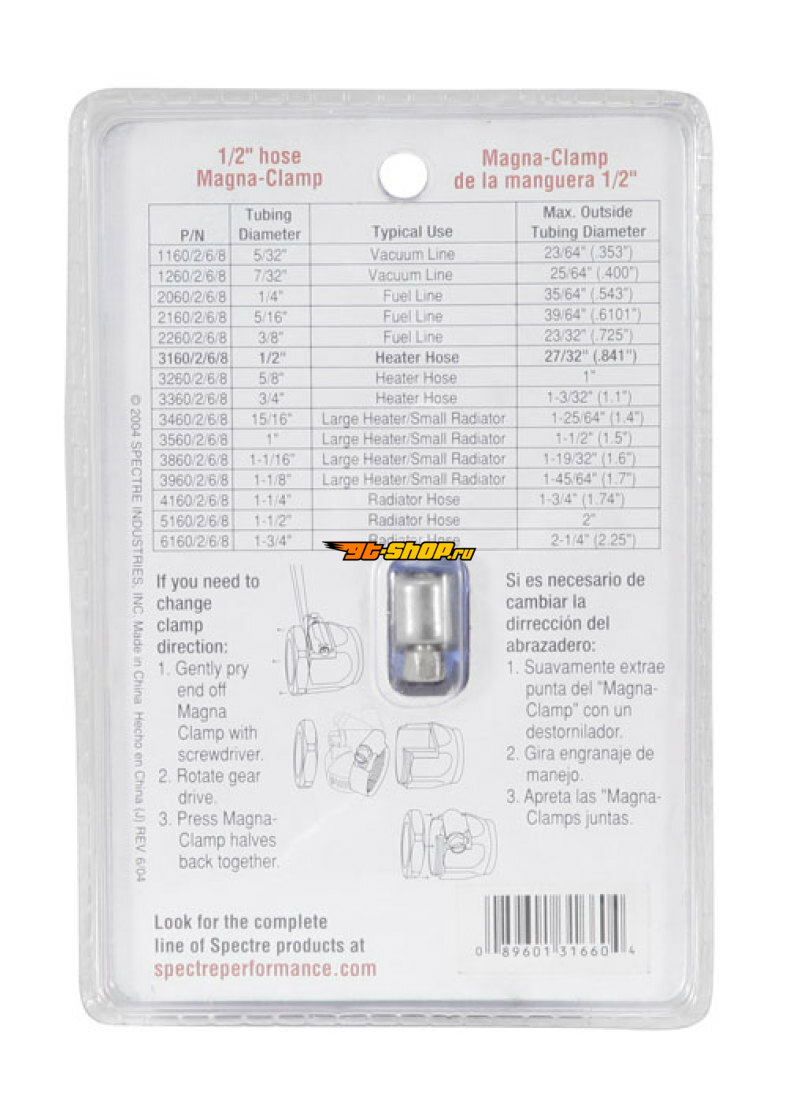 1/2" hose
Magna-Clamp
Magna-Clamp
de la manguera 1/2"
P/N Tubing Diameter Typical Use Max. Outside Tubing Diameter
1160/2/6/8 5/32" Vacuum Line 23/64" (.353")
1260/2/6/8 7/32" Vacuum Line 25/64 (.400")
2060/2/6/8 1/4" Fuel Line 35/64" (.543")
2160/2/6/8 5/16" Fuel Line 39/64" (.6101")
2260/2/6/8 3/8" Fuel Line 23/32" (.725")
3160/2/6/8 1/2" Heater Hose 27/32" (.841")
3260/2/6/8 5/8" Heater Hose 1"
3360/2/6/8 3/4" Heater Hose 1-3/32" (1.1")
3460/2/6/8 15/16" Large Heater/Small Radiator 1-25/64" (1.4")
3560/2/6/8 1" Large Heater/Small Radiator 1-1/2" (1.5")
3860/2/6/8 1-1/16" Large Heater/Small Radiator 1-19/32" (1.6")
3960/2/6/8 1-1/8" Large Heater/Small Radiator 1-45/64" (1.7")
4160/2/6/8 1-1/4" Radiator Hose 1-3/4" (1.74")
5160/2/6/8 1-1/2" Radiator Hose 2"
6160/2/6/8 1-3/4" Radiator Hose 2-1/4" (2.25")
gt-shop.ru
If you need to
change
clamp
direction:
1. Gently pry
end off
Magna
Clamp with
screwdriver.
2. Rotate gear
drive.
3. Press Magna-
Clamp halves
back together.
Si es necesario de
cambiar la
dirrección del
abrazadero:
1. Suavamente extrae
punta del "Magna-
Clamp" con un
destornilador.
2. Gira engranaje de
manejo.
3. Apreta las "Magna-
Clamps juntas.
© 2004 SPECTRE INDUSTRIES, INC Made in China Hecho en China (J) REV 6/04
Look for the complete
line of Spectre products at
spectreperformance.com
0 89601 31660 4